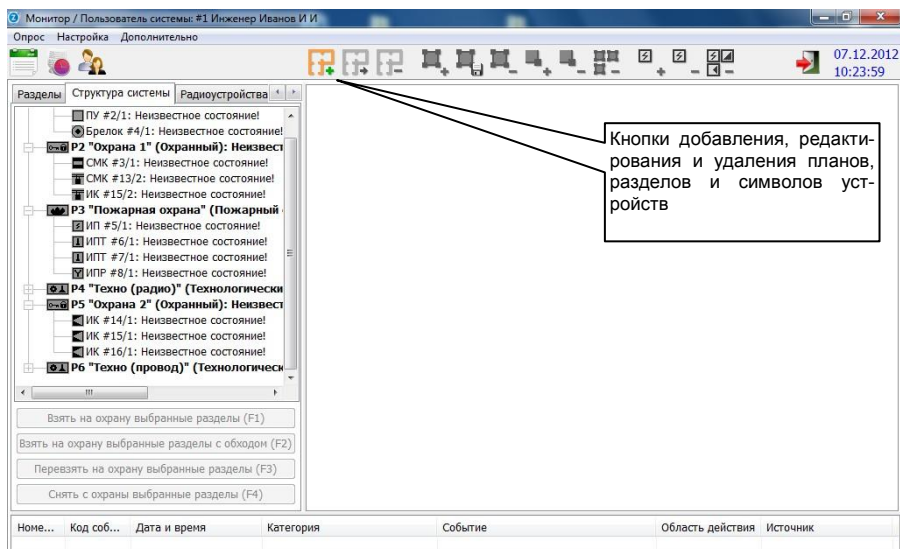 Монитор / Пользователь системы: #1 Инженер Иванов И И
Опрос Настройка Дополнительно
07.12.2012
10:23:59
Разделы Структура системы Радиоустройства
ПУ #2/1: Неизвестное состояние!
Брелок #4/1: Неизвестное состояние!
Р2 "Охрана 1" (Охранный): Неизвест
СМК #3/1: Неизвестное состояние!
СМК #13/2: Неизвестное состояние!
ИК #15/2: Неизвестное состояние!
Р3 "Пожарная охрана" (Пожарный
ИП #5/1: Неизвестное состояние!
ИПТ #6/1: Неизвестное состояние!
ИПТ #7/1: Неизвестное состояние!
ИПР #8/1: Неизвестное состояние!
Р4 "Техно (радио)" (Технологически
Р5 "Охрана 2" (Охранный): Неизвест
ИК #14/1: Неизвестное состояние!
ИК #15/1: Неизвестное состояние!
ИК #16/1: Неизвестное состояние!
Р6 "Техно (провод)" (Технологическ
Взять на охрану выбранные разделы (F1)
Взять на охрану выбранные разделы с обходом (F2)
Перевзять на охрану выбранные разделы (F3)
Снять с охраны выбранные разделы (F4)
Кнопки добавления, редакти-
рования и удаления планов,
разделов и символов уст-
ройств
Номе... Код соб... Дата и время Категория Событие Область действия Источник